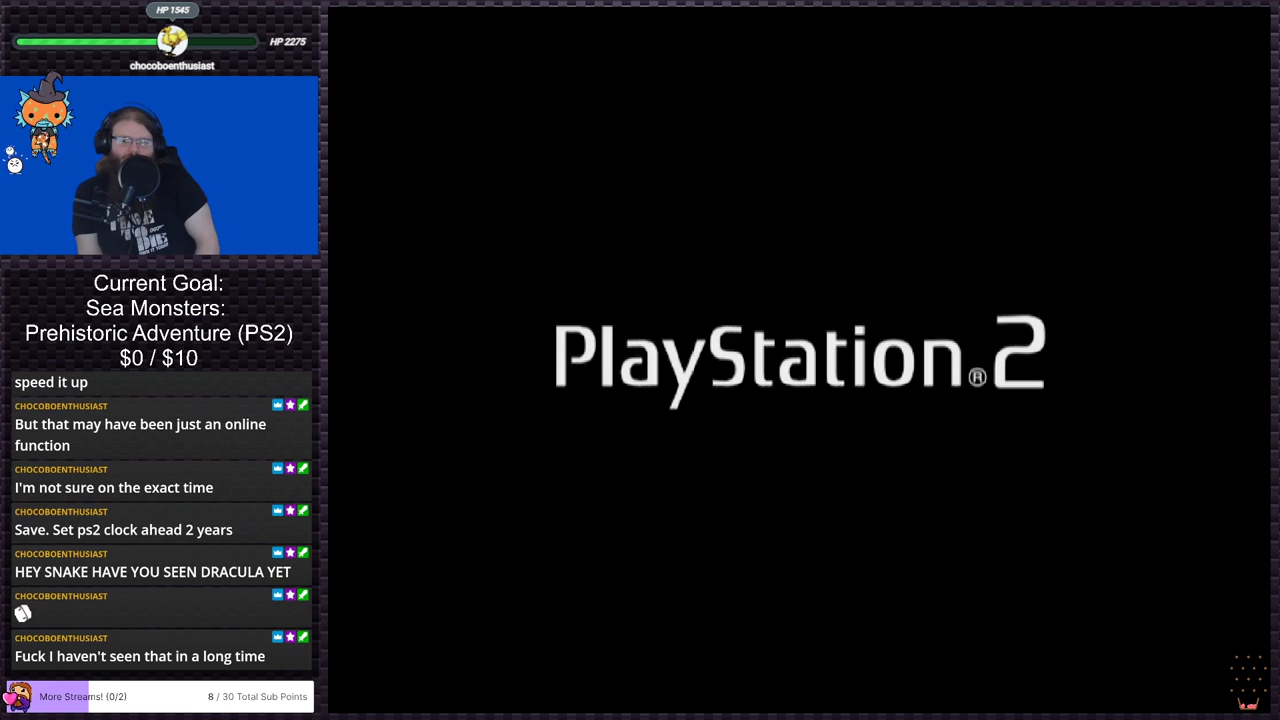 HP 1545
HP 2275
chocoboenthusiast
TO DIE
007
Current Goal:
Sea Monsters:
Prehistoric Adventure (PS2)
$0 / $10
speed it up
CHOCOBOENTHUSIAST
But that may have been just an online
function
CHOCOBOENTHUSIAST
I'm not sure on the exact time
CHOCOBOENTHUSIAST
Save. Set ps2 clock ahead 2 years
CHOCOBOENTHUSIAST
HEY SNAKE HAVE YOU SEEN DRACULA YET
CHOCOBOENTHUSIAST
CHOCOBOENTHUSIAST
Fuck I haven't seen that in a long time
More Streams! (0/2)
8 / 30 Total Sub Points
PlayStation®2